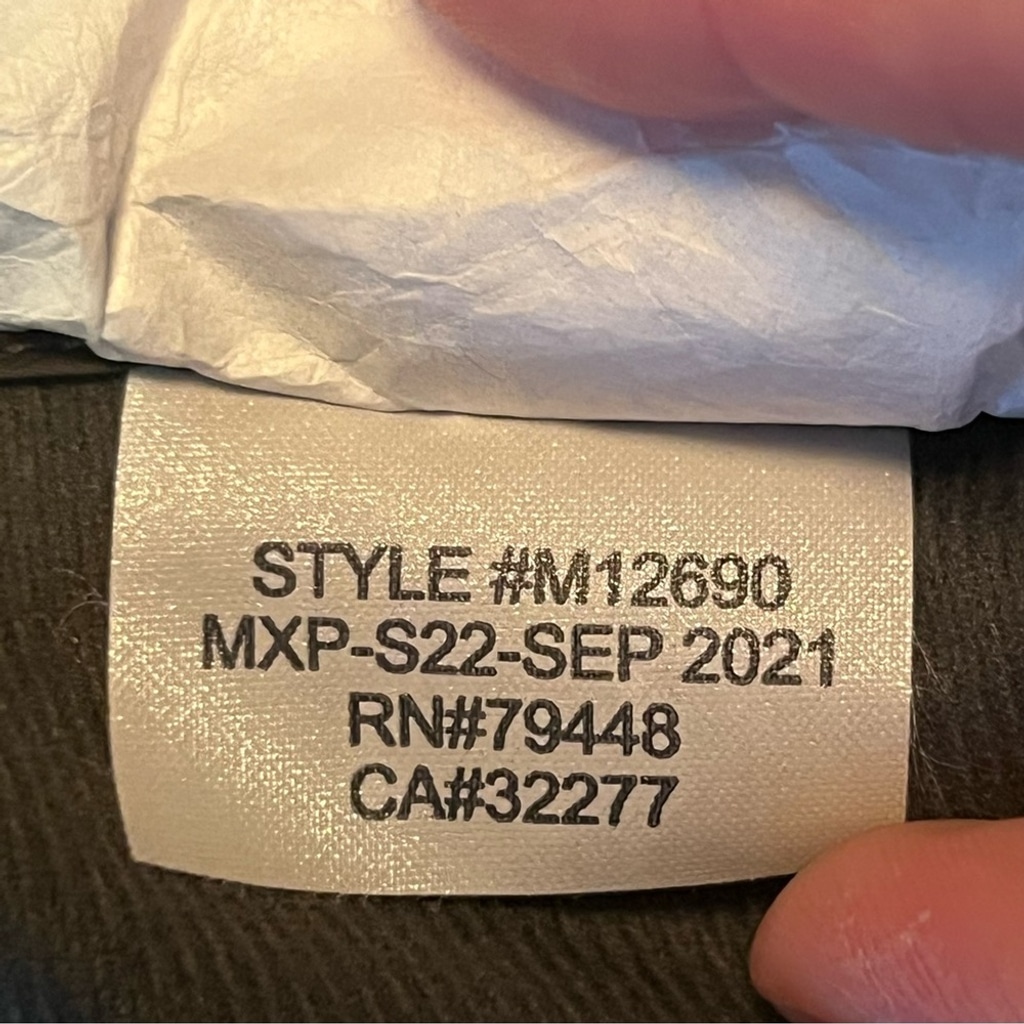 STYLE #M12690
MXP-S22-SEP 2021
RN#79448
CA#32277